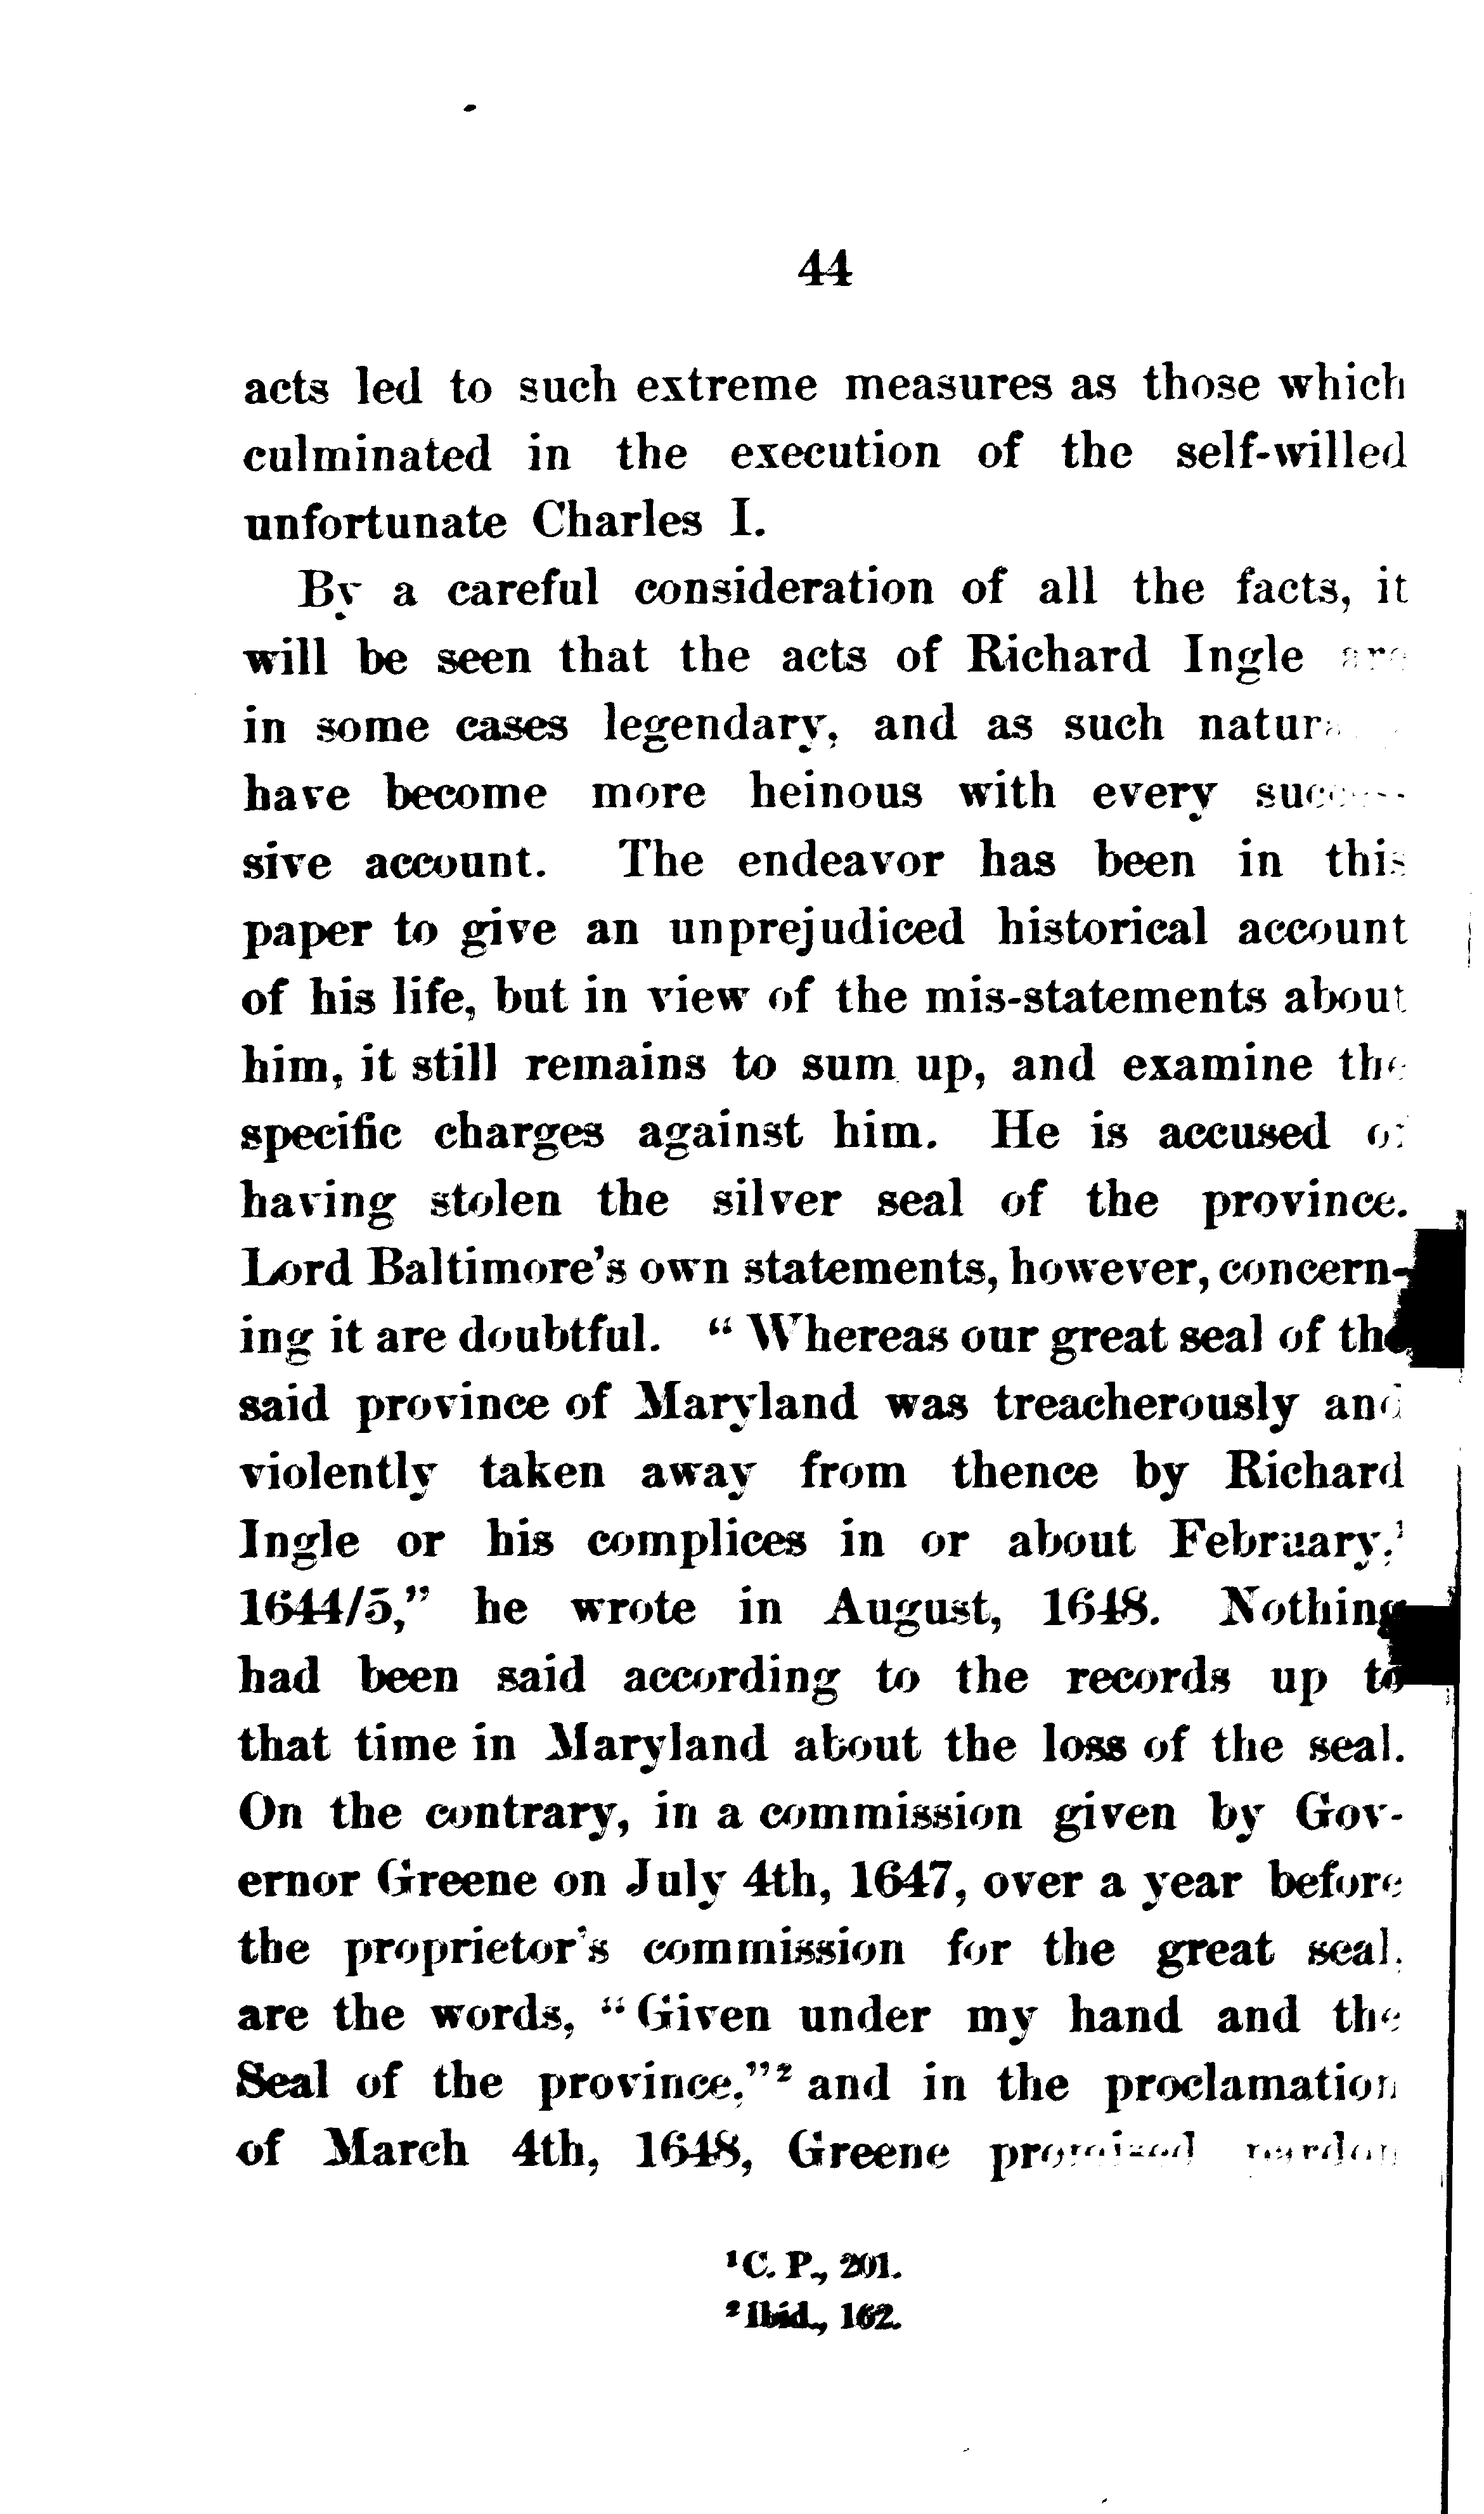 44
acts led to such extreme measures as those which
culminated in the execution of the self-willed
unfortunate Charles I.
By a careful consideration of all the facts, it
will be seen that the acts of Richard Ingle are
in some cases legendary, and as such
have become more heinous with every succes-
sive account. The endeavor has been in this
paper to give an unprejudiced historical account
of his life, but in view of the mis-statements about
him, it still remains to sum up, and examine the
specific charges against him. He is accused of
having stolen the silver seal of the province.
Lord Baltimore's own statements, however, concern-
ing it are doubtful. "Whereas our great seal of the
said province of Maryland was treacherously and
violently taken away from thence by Richard
Ingle or his complices in or about February,¹
1644/5," he wrote in August, 1648. Nothing
had been said according to the records up to
that time in Maryland about the loss of the seal.
On the contrary, in a commission given by Gov-
ernor Greene on July 4th, 1647, over a year before
the proprietor's commission for the great seal,
are the words, "Given under my hand and the
Seal of the province,"² and in the proclamation
of March 4th, 1648, Greene promised pardon
¹ C. P., 201.
² Ibid., 162.